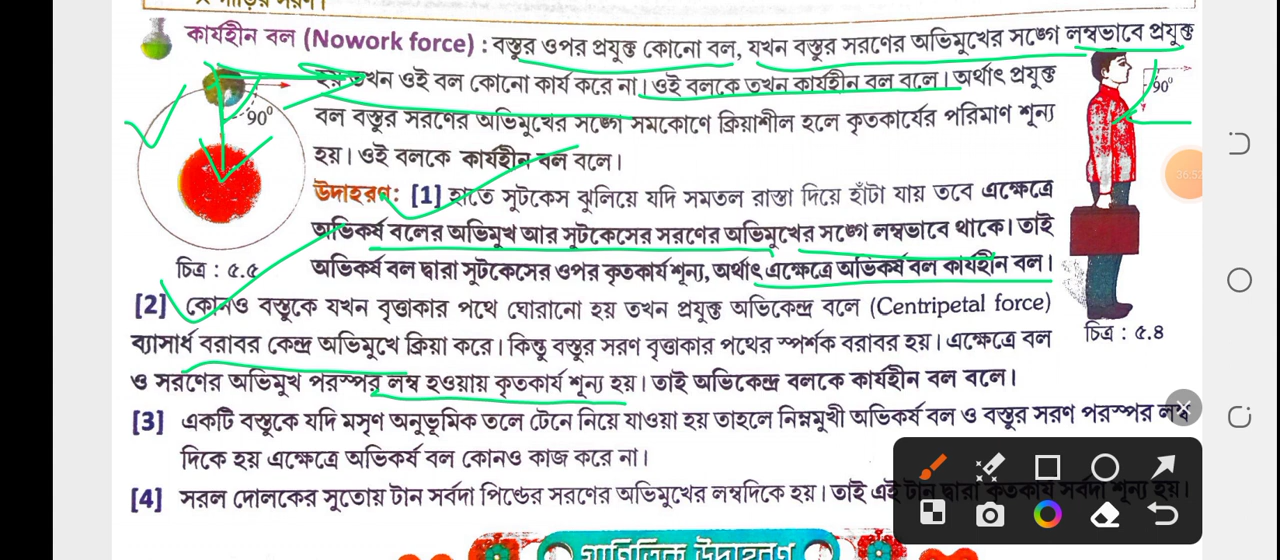 কার্যহীন বল (Nowork force) : বস্তুর ওপর প্রযুক্ত কোনো বল, যখন বস্তুর সরণের অভিমুখের সঙ্গে লম্বভাবে প্রযুক্ত
হয় তখন ওই বল কোনো কার্য করে না। ওই বলকে তখন কার্যহীন বল বলে। অর্থাৎ প্রযুক্ত
90°
90°
বল বস্তুর সরণের অভিমুখের সঙ্গে সমকোণে ক্রিয়াশীল হলে কৃতকার্যের পরিমাণ শূন্য
হয়। ওই বলকে কার্যহীন বল বলে।
36:52
উদাহরণ: [1] হাতে সুটকেস ঝুলিয়ে যদি সমতল রাস্তা দিয়ে হাঁটা যায় তবে এক্ষেত্রে
অভিকর্ষ বলের অভিমুখ আর সুটকেসের সরণের অভিমুখের সঙ্গে লম্বভাবে থাকে। তাই
চিত্র : ৫.৫
অভিকর্ষ বল দ্বারা সুটকেসের ওপর কৃতকার্য শূন্য, অর্থাৎ এক্ষেত্রে অভিকর্ষ বল কার্যহীন বল।
[2] কোনও বস্তুকে যখন বৃত্তাকার পথে ঘোরানো হয় তখন প্রযুক্ত অভিকেন্দ্র বলে (Centripetal force)
চিত্র : ৫.৪
ব্যাসার্ধ বরাবর কেন্দ্র অভিমুখে ক্রিয়া করে। কিন্তু বস্তুর সরণ বৃত্তাকার পথের স্পর্শক বরাবর হয়। এক্ষেত্রে বল
ও সরণের অভিমুখ পরস্পর লম্ব হওয়ায় কৃতকার্য শূন্য হয়। তাই অভিকেন্দ্র বলকে কার্যহীন বল বলে।
[3] একটি বস্তুকে যদি মসৃণ অনুভূমিক তলে টেনে নিয়ে যাওয়া হয় তাহলে নিম্নমুখী অভিকর্ষ বল ও বস্তুর সরণ পরস্পর লম্ব
দিকে হয় এক্ষেত্রে অভিকর্ষ বল কোনও কাজ করে না।
[4] সরল দোলকের সুতোয় টান সর্বদা পিণ্ডের সরণের অভিমুখের লম্বদিকে হয়। তাই এই টান দ্বারা কৃতকার্য সর্বদা শূন্য হয়।
গাণিতিক উদাহরণ